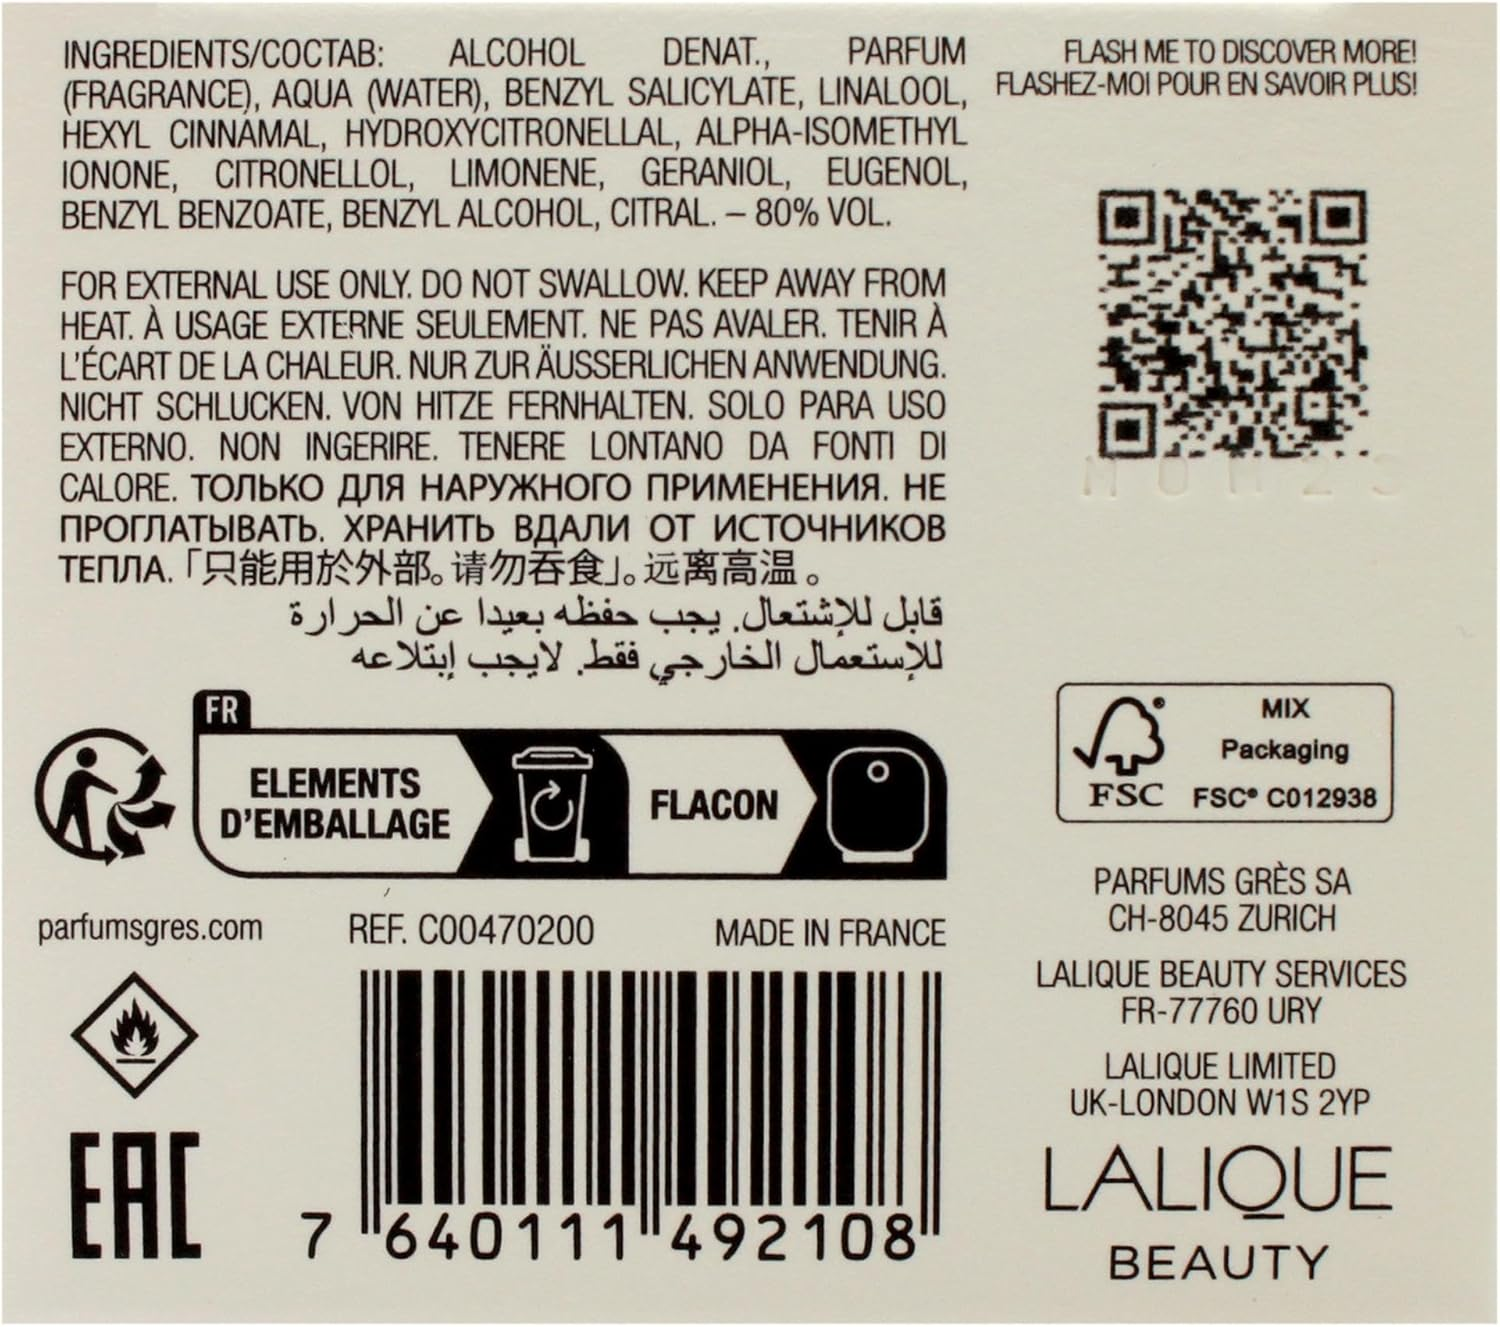 INGREDIENTS/СОСТАВ: ALCOHOL DENAT., PARFUM
(FRAGRANCE), AQUA (WATER), BENZYL SALICYLATE, LINALOOL,
HEXYL CINNAMAL, HYDROXYCITRONELLAL, ALPHA-ISOMETHYL
IONONE, CITRONELLOL, LIMONENE, GERANIOL, EUGENOL,
BENZYL BENZOATE, BENZYL ALCOHOL, CITRAL. – 80% VOL.
FOR EXTERNAL USE ONLY. DO NOT SWALLOW. KEEP AWAY FROM
HEAT. À USAGE EXTERNE SEULEMENT. NE PAS AVALER. TENIR À
L'ÉCART DE LA CHALEUR. NUR ZUR ÄUSSERLICHEN ANWENDUNG.
NICHT SCHLUCKEN. VON HITZE FERNHALTEN. SOLO PARA USO
EXTERNO. NON INGERIRE. TENERE LONTANO DA FONTI DI
CALORE. ТОЛЬКО ДЛЯ НАРУЖНОГО ПРИМЕНЕНИЯ. НЕ
ПРОГЛАТЫВАТЬ. ХРАНИТЬ ВДАЛИ ОТ ИСТОЧНИКОВ
ТЕПЛА.「只能用於外部。请勿吞食」。远离高温。
قابل للإشتعال. يجب حفظه بعيدا عن الحرارة
للإستعمال الخارجي فقط. لايجب إبتلاعه
FR
ELEMENTS
D'EMBALLAGE
FLACON
parfumsgres.com
REF. C00470200
MADE IN FRANCE
EAC
7 640111 492108
FLASH ME TO DISCOVER MORE!
FLASHEZ-MOI POUR EN SAVOIR PLUS!
FSC
MIX
Packaging
FSC® C012938
PARFUMS GRÈS SA
CH-8045 ZURICH
LALIQUE BEAUTY SERVICES
FR-77760 URY
LALIQUE LIMITED
UK-LONDON W1S 2YP
LALIQUE
BEAUTY